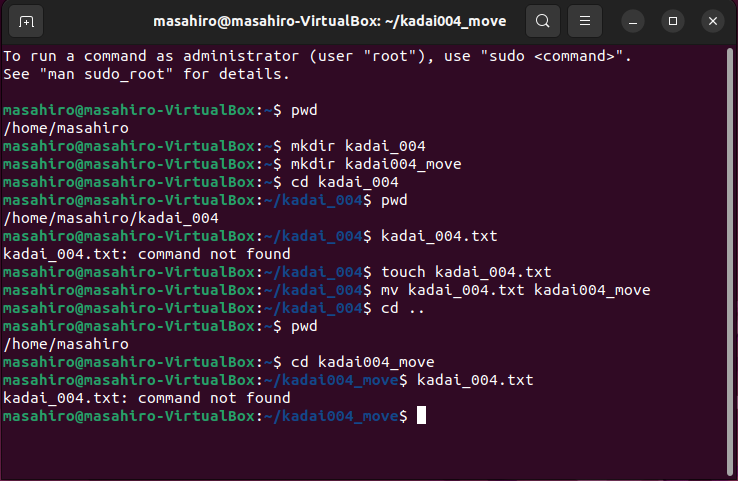 masahiro@masahiro-VirtualBox: ~/kadai004_move
To run a command as administrator (user "root"), use "sudo <command>".
See "man sudo_root" for details.
masahiro@masahiro-VirtualBox:~$ pwd
/home/masahiro
masahiro@masahiro-VirtualBox:~$ mkdir kadai_004
masahiro@masahiro-VirtualBox:~$ mkdir kadai004_move
masahiro@masahiro-VirtualBox:~$ cd kadai_004
masahiro@masahiro-VirtualBox:~/kadai_004$ pwd
/home/masahiro/kadai_004
masahiro@masahiro-VirtualBox:~/kadai_004$ kadai_004.txt
kadai_004.txt: command not found
masahiro@masahiro-VirtualBox:~/kadai_004$ touch kadai_004.txt
masahiro@masahiro-VirtualBox:~/kadai_004$ mv kadai_004.txt kadai004_move
masahiro@masahiro-VirtualBox:~/kadai_004$ cd ..
masahiro@masahiro-VirtualBox:~$ pwd
/home/masahiro
masahiro@masahiro-VirtualBox:~$ cd kadai004_move
masahiro@masahiro-VirtualBox:~/kadai004_move$ kadai_004.txt
kadai_004.txt: command not found
masahiro@masahiro-VirtualBox:~/kadai004_move$